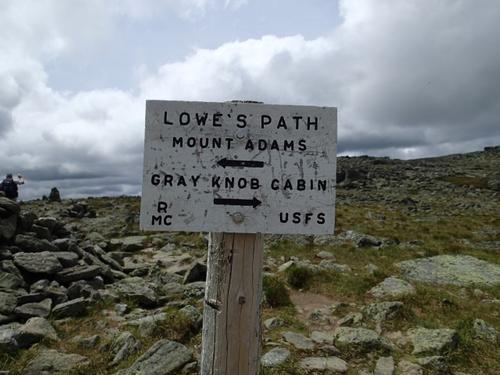 LOWE'S PATH
MOUNT ADAMS
GRAY KNOB CABIN
R
MC USFS